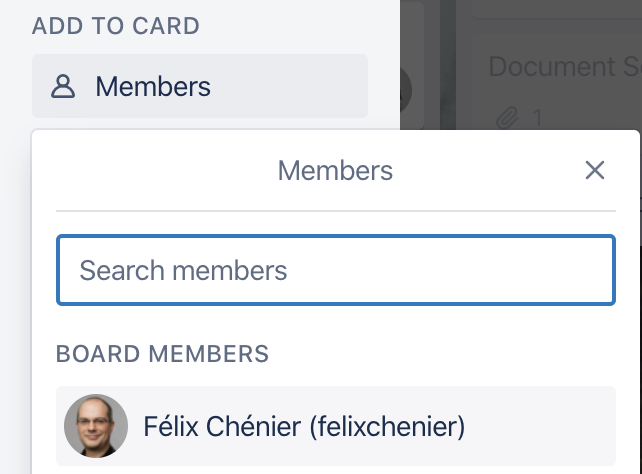 ADD TO CARD
Members
Document S
1
Members
Search members
BOARD MEMBERS
Félix Chénier (felixchenier)